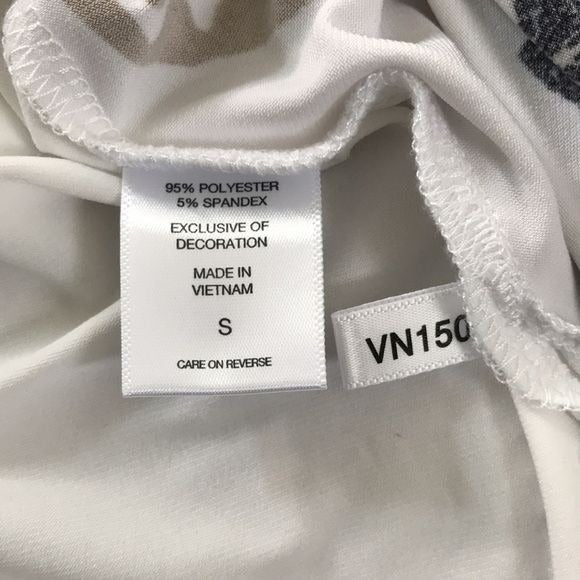 95% POLYESTER
5% SPANDEX
EXCLUSIVE OF
DECORATION
MADE IN
VIETNAM
S
CARE ON REVERSE
VN150